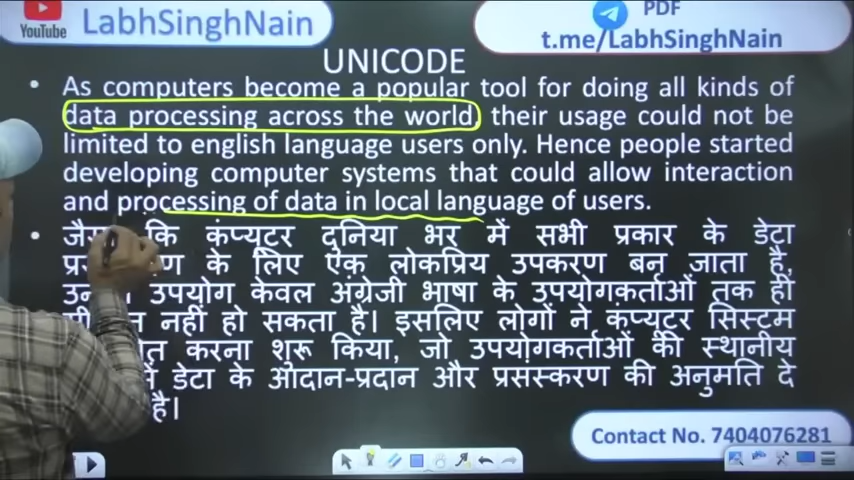 YouTube
LabhSinghNain
PDF
t.me/LabhSinghNain
UNICODE
• As computers become a popular tool for doing all kinds of
data processing across the world, their usage could not be
limited to english language users only. Hence people started
developing computer systems that could allow interaction
and processing of data in local language of users.
• कि कंप्यूटर दुनिया भर में सभी प्रकार के डेटा
के लिए एक लोकप्रिय उपकरण बन जाता है,
उपयोग केवल अंग्रेजी भाषा के उपयोगकर्ताओं तक ही
नहीं हो सकता है। इसलिए लोगों ने कंप्यूटर सिस्टम
करना शुरू किया, जो उपयोगकर्ताओं की स्थानीय
डेटा के आदान-प्रदान और प्रसंस्करण की अनुमति दे
है।
Contact No. 7404076281